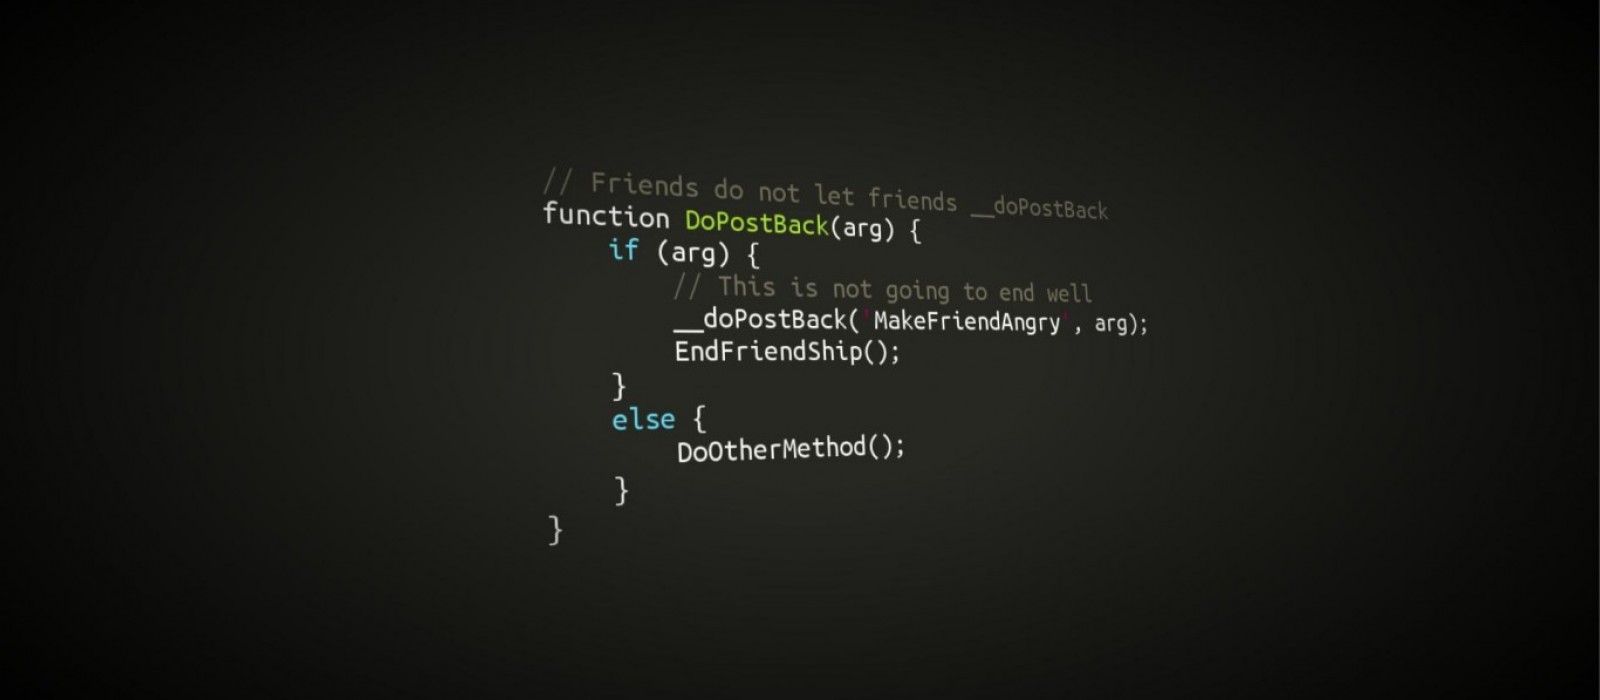 // Friends do not let friends __doPostBack
function DoPostBack(arg) {
if (arg) {
// This is not going to end well
__doPostBack('MakeFriendAngry', arg);
EndFriendShip();
}
else {
DoOtherMethod();
}
}